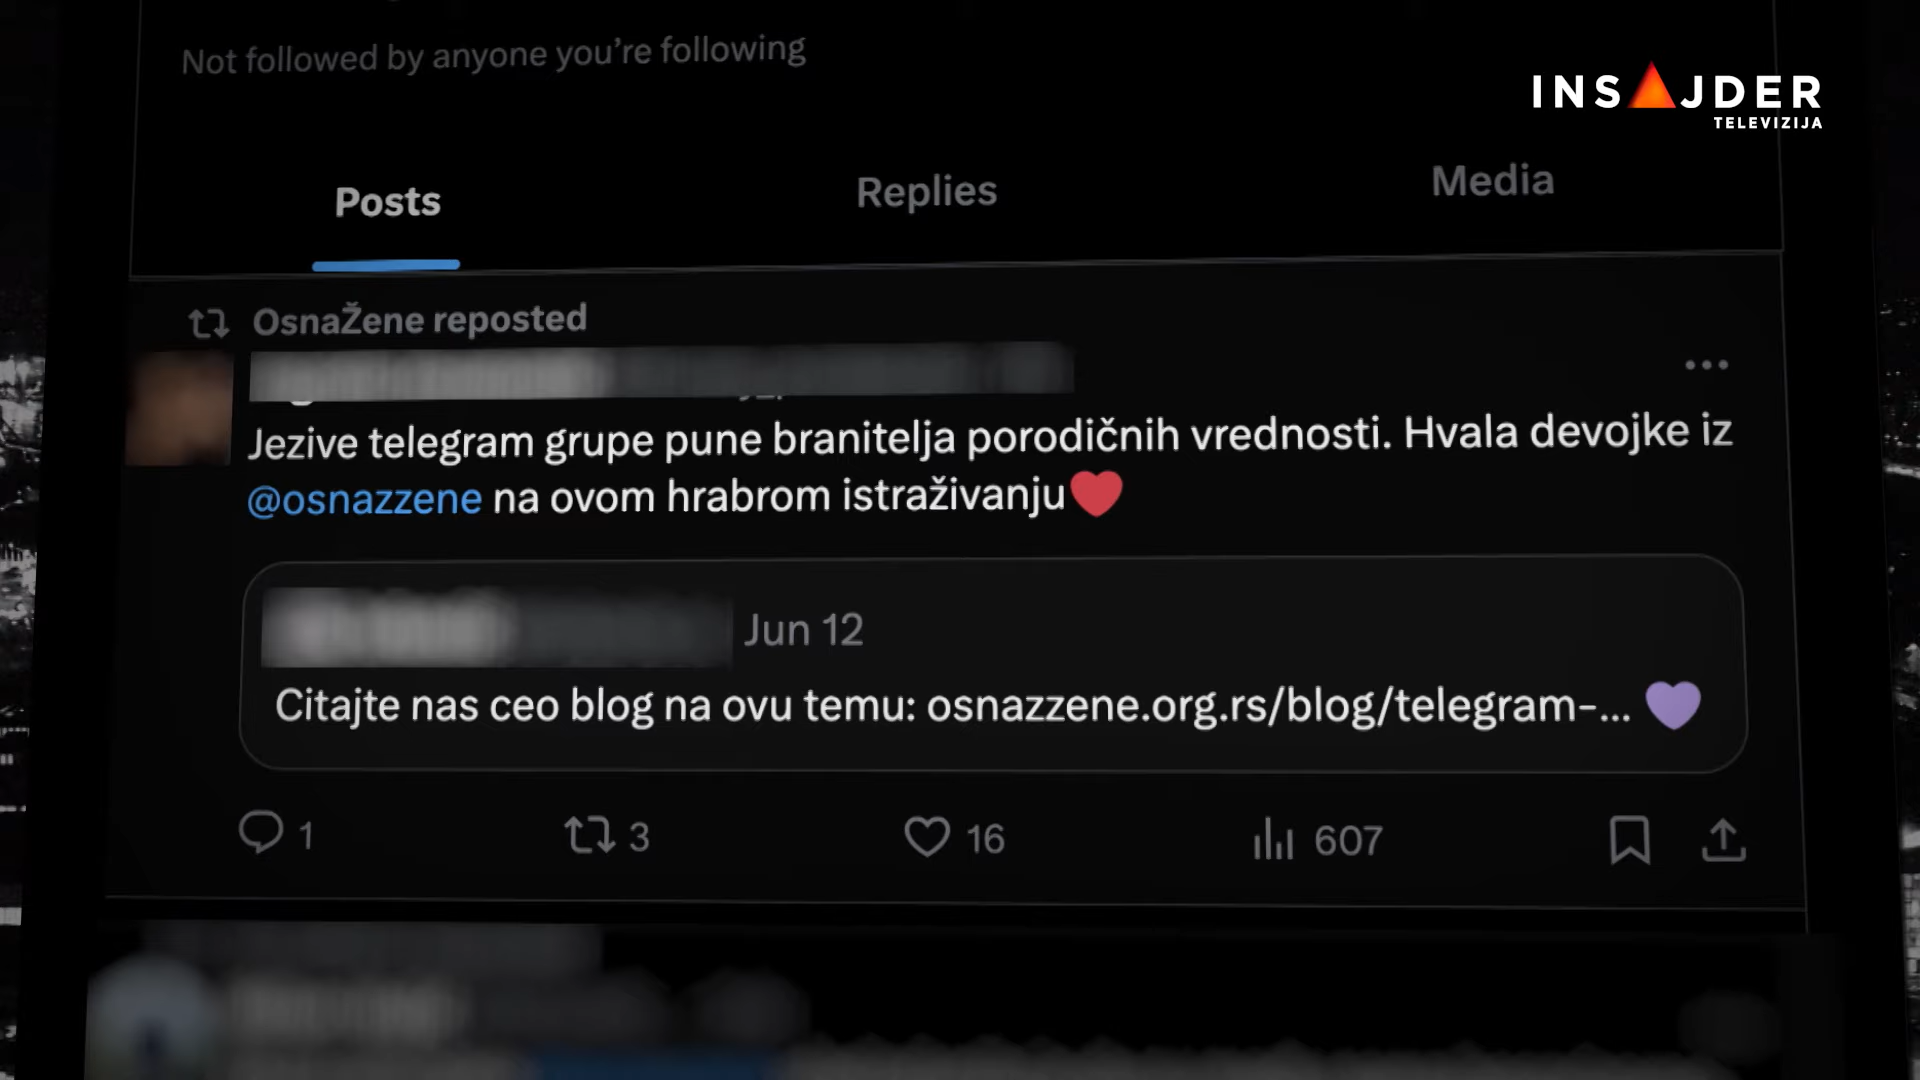 Not followed by anyone you're following
INSAJDER
TELEVIZIJA
Posts
Replies
Media
OsnaŽene reposted
Jezive telegram grupe pune branitelja porodičnih vrednosti. Hvala devojke iz
@osnazzene na ovom hrabrom istraživanju❤️
Jun 12
Citajte nas ceo blog na ovu temu: osnazzene.org.rs/blog/telegram-... 💜
1
3
16
607